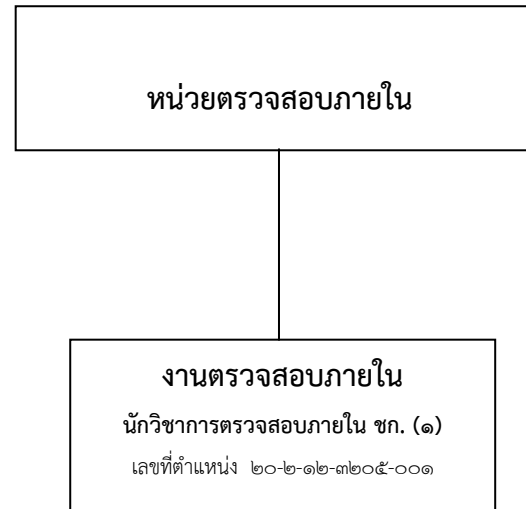 หน่วยตรวจสอบภายใน
งานตรวจสอบภายใน
นักวิชาการตรวจสอบภายใน ชก. (๑)
เลขที่ตำแหน่ง ๒๐-๒-๑๒-๓๒๐๕-๐๐๑